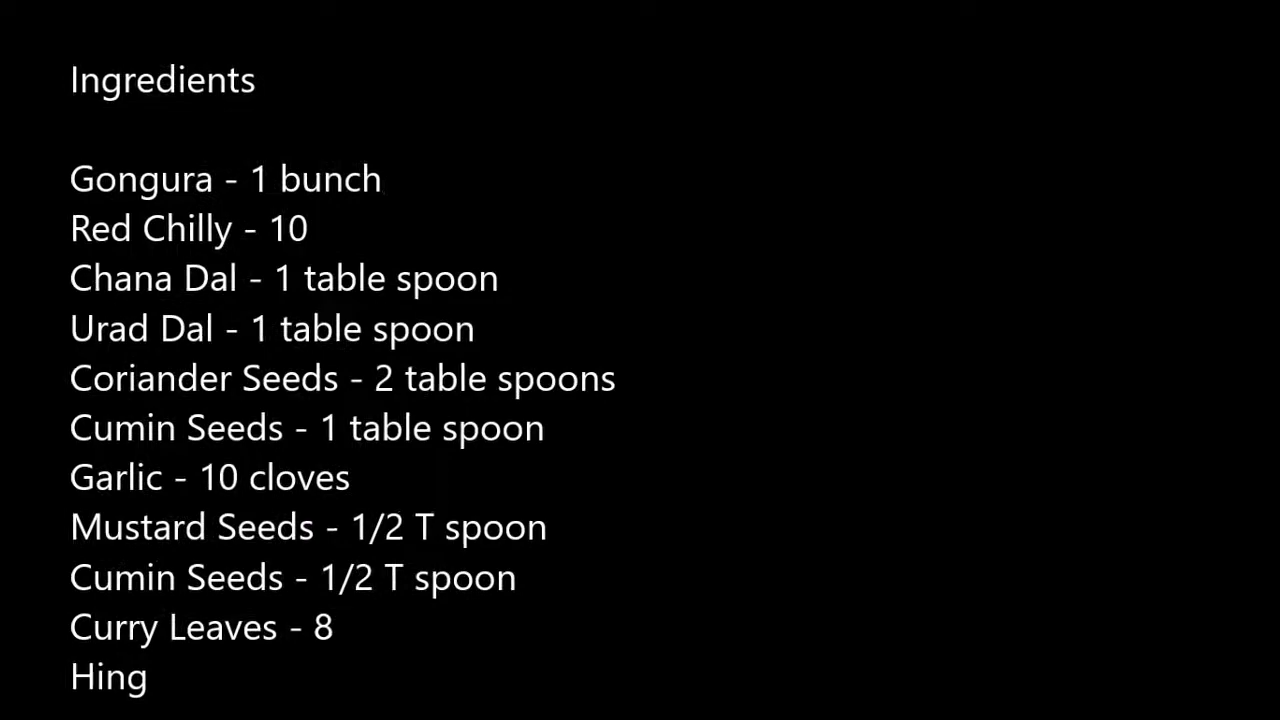 Ingredients
Gongura - 1 bunch
Red Chilly - 10
Chana Dal - 1 table spoon
Urad Dal - 1 table spoon
Coriander Seeds - 2 table spoons
Cumin Seeds - 1 table spoon
Garlic - 10 cloves
Mustard Seeds - 1/2 T spoon
Cumin Seeds - 1/2 T spoon
Curry Leaves - 8
Hing